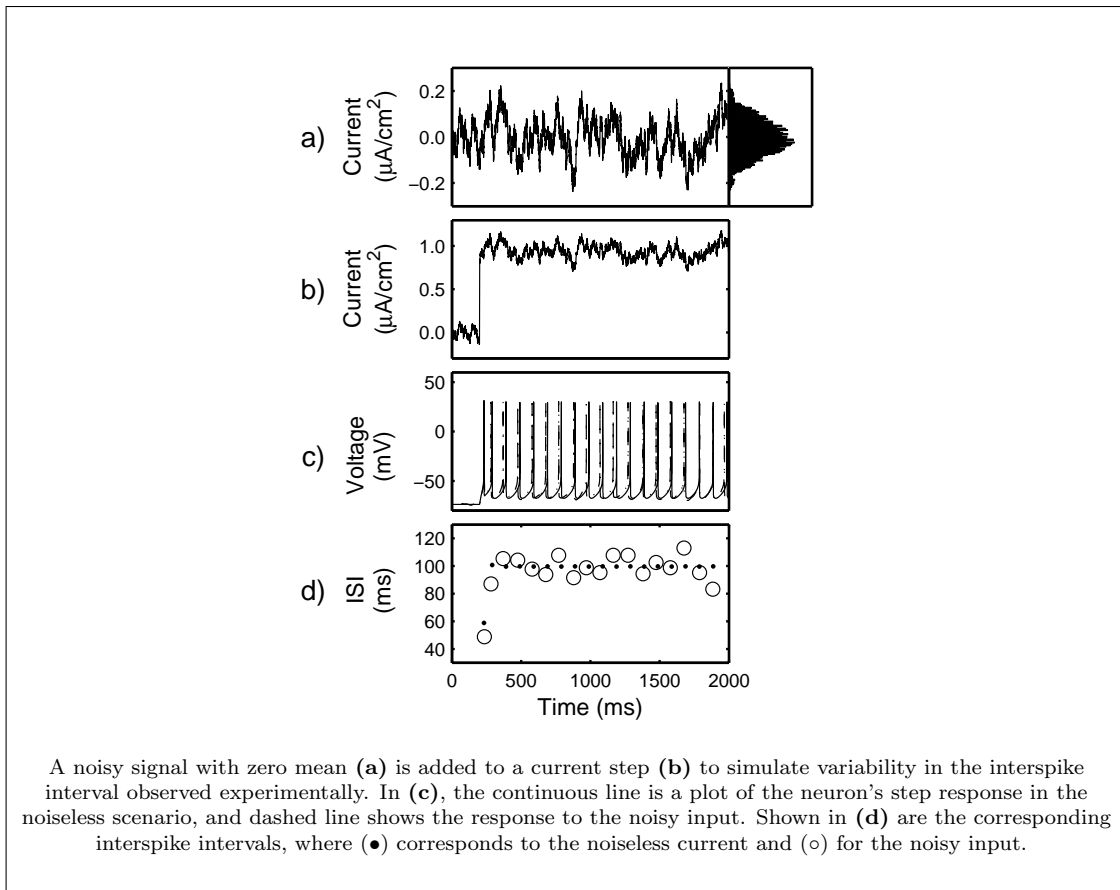 a)
Current
(µA/cm²)
0.2
0.0
−0.2
b)
Current
(µA/cm²)
1.0
0.5
0.0
c)
Voltage
(mV)
50
0
−50
d)
ISI
(ms)
120
100
80
60
40
0
500
1000
1500
2000
Time (ms)
A noisy signal with zero mean (a) is added to a current step (b) to simulate variability in the interspike
interval observed experimentally. In (c), the continuous line is a plot of the neuron's step response in the
noiseless scenario, and dashed line shows the response to the noisy input. Shown in (d) are the corresponding
interspike intervals, where (•) corresponds to the noiseless current and (○) for the noisy input.